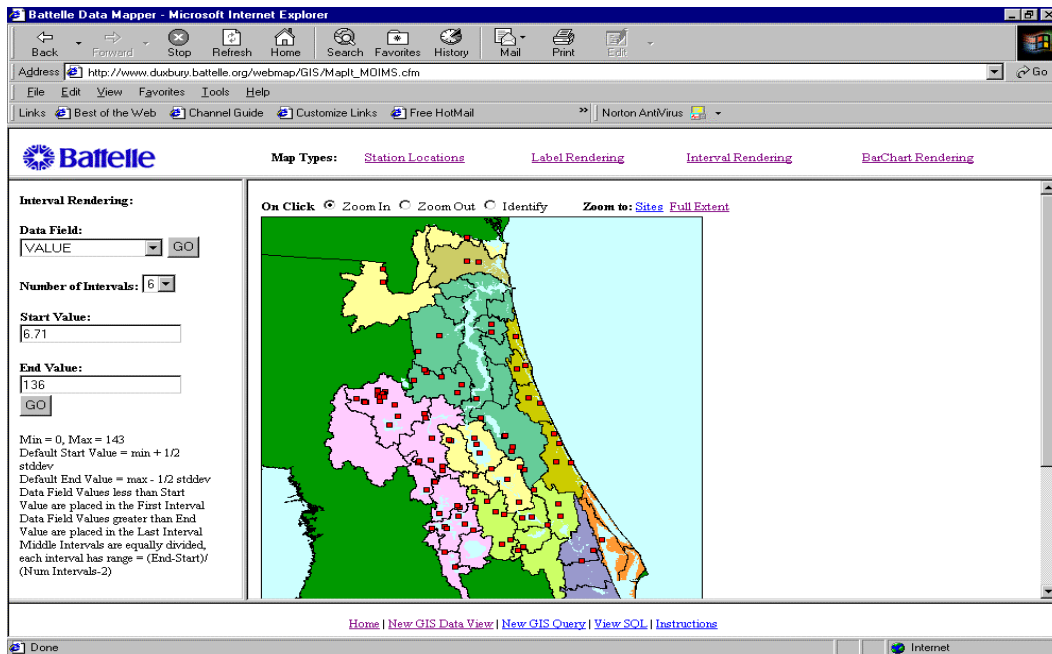 Battelle Data Mapper - Microsoft Internet Explorer
Back Forward Stop Refresh Home Search Favorites History Mail Print Edit
Address http://www.duxbury.battelle.org/webmap/GIS/MapIt_MOIMS.cfm Go
File Edit View Favorites Tools Help
Links Best of the Web Channel Guide Customize Links Free HotMail » Norton AntiVirus
Battelle
Map Types: Station Locations Label Rendering Interval Rendering BarChart Rendering
Interval Rendering:
Data Field:
VALUE GO
Number of Intervals: 6
Start Value:
6.71
End Value:
136
GO
Min = 0, Max = 143
Default Start Value = min + 1/2
stddev
Default End Value = max - 1/2 stddev
Data Field Values less than Start
Value are placed in the First Interval
Data Field Values greater than End
Value are placed in the Last Interval
Middle Intervals are equally divided,
each interval has range = (End-Start)/
(Num Intervals-2)
On Click Zoom In Zoom Out Identify Zoom to: Sites Full Extent
Home | New GIS Data View | New GIS Query | View SQL | Instructions
Done Internet